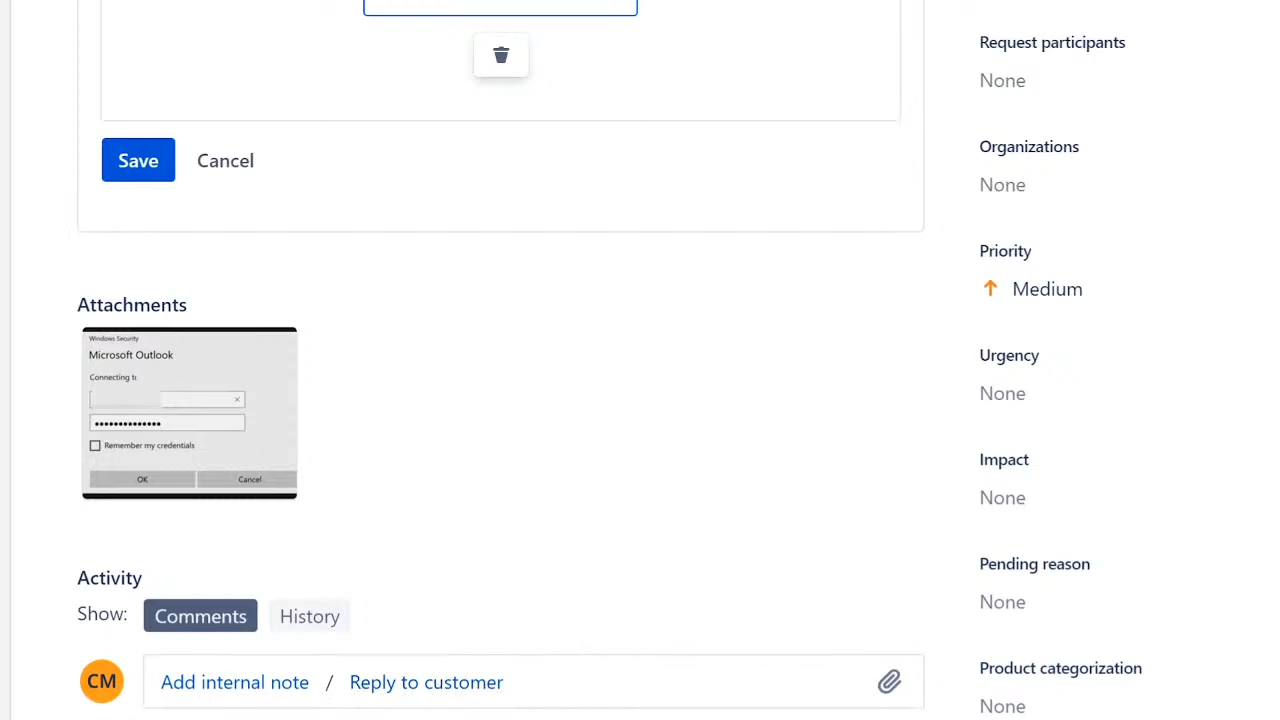 Save
Cancel
Attachments
Windows Security
Microsoft Outlook
Connecting to
Remember my credentials
OK
Cancel
Activity
Show:
Comments
History
CM
Add internal note / Reply to customer
Request participants
None
Organizations
None
Priority
Medium
Urgency
None
Impact
None
Pending reason
None
Product categorization
None